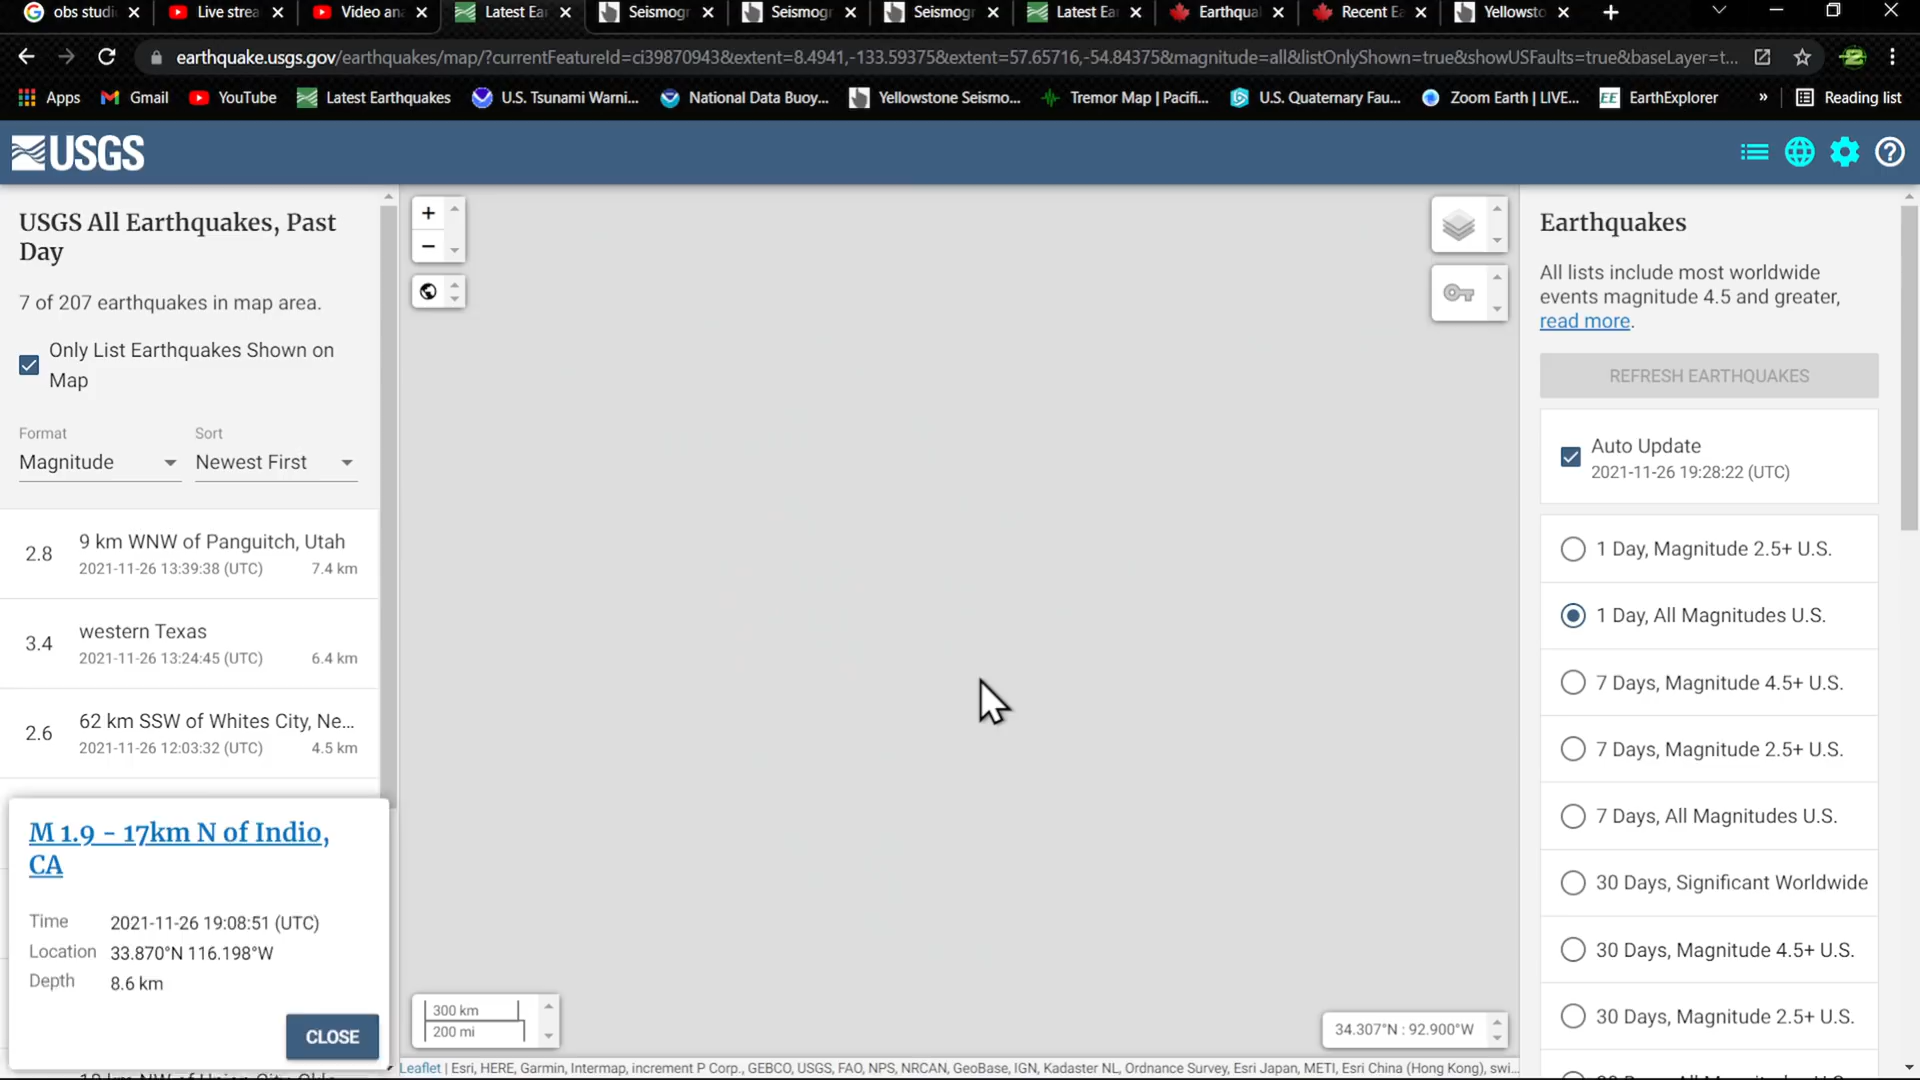 obs studi
Live strea
Video ana
Latest Ea
Seismogr
Seismogr
Seismogr
Latest Ea
Earthqual
Recent Ea
Yellowsto
earthquake.usgs.gov/earthquakes/map/?currentFeatureId=ci39870943&extent=8.4941,-133.59375&extent=57.65716,-54.84375&magnitude=all&listOnlyShown=true&showUSFaults=true&baseLayer=t...
Apps
Gmail
YouTube
Latest Earthquakes
U.S. Tsunami Warni...
National Data Buoy...
Yellowstone Seismo...
Tremor Map | Pacifi...
U.S. Quaternary Fau...
Zoom Earth | LIVE...
EE EarthExplorer
»
Reading list
USGS
USGS All Earthquakes, Past
Day
7 of 207 earthquakes in map area.
Only List Earthquakes Shown on
Map
Format
Sort
Magnitude
Newest First
2.8
9 km WNW of Panguitch, Utah
2021-11-26 13:39:38 (UTC)
7.4 km
3.4
western Texas
2021-11-26 13:24:45 (UTC)
6.4 km
2.6
62 km SSW of Whites City, Ne...
2021-11-26 12:03:32 (UTC)
4.5 km
M 1.9 - 17km N of Indio,
CA
Time
2021-11-26 19:08:51 (UTC)
Location
33.870°N 116.198°W
Depth
8.6 km
CLOSE
+
−
300 km
200 mi
34.307°N : 92.900°W
Leaflet | Esri, HERE, Garmin, Intermap, increment P Corp., GEBCO, USGS, FAO, NPS, NRCAN, GeoBase, IGN, Kadaster NL, Ordnance Survey, Esri Japan, METI, Esri China (Hong Kong), swi...
Earthquakes
All lists include most worldwide
events magnitude 4.5 and greater,
read more.
REFRESH EARTHQUAKES
Auto Update
2021-11-26 19:28:22 (UTC)
1 Day, Magnitude 2.5+ U.S.
1 Day, All Magnitudes U.S.
7 Days, Magnitude 4.5+ U.S.
7 Days, Magnitude 2.5+ U.S.
7 Days, All Magnitudes U.S.
30 Days, Significant Worldwide
30 Days, Magnitude 4.5+ U.S.
30 Days, Magnitude 2.5+ U.S.